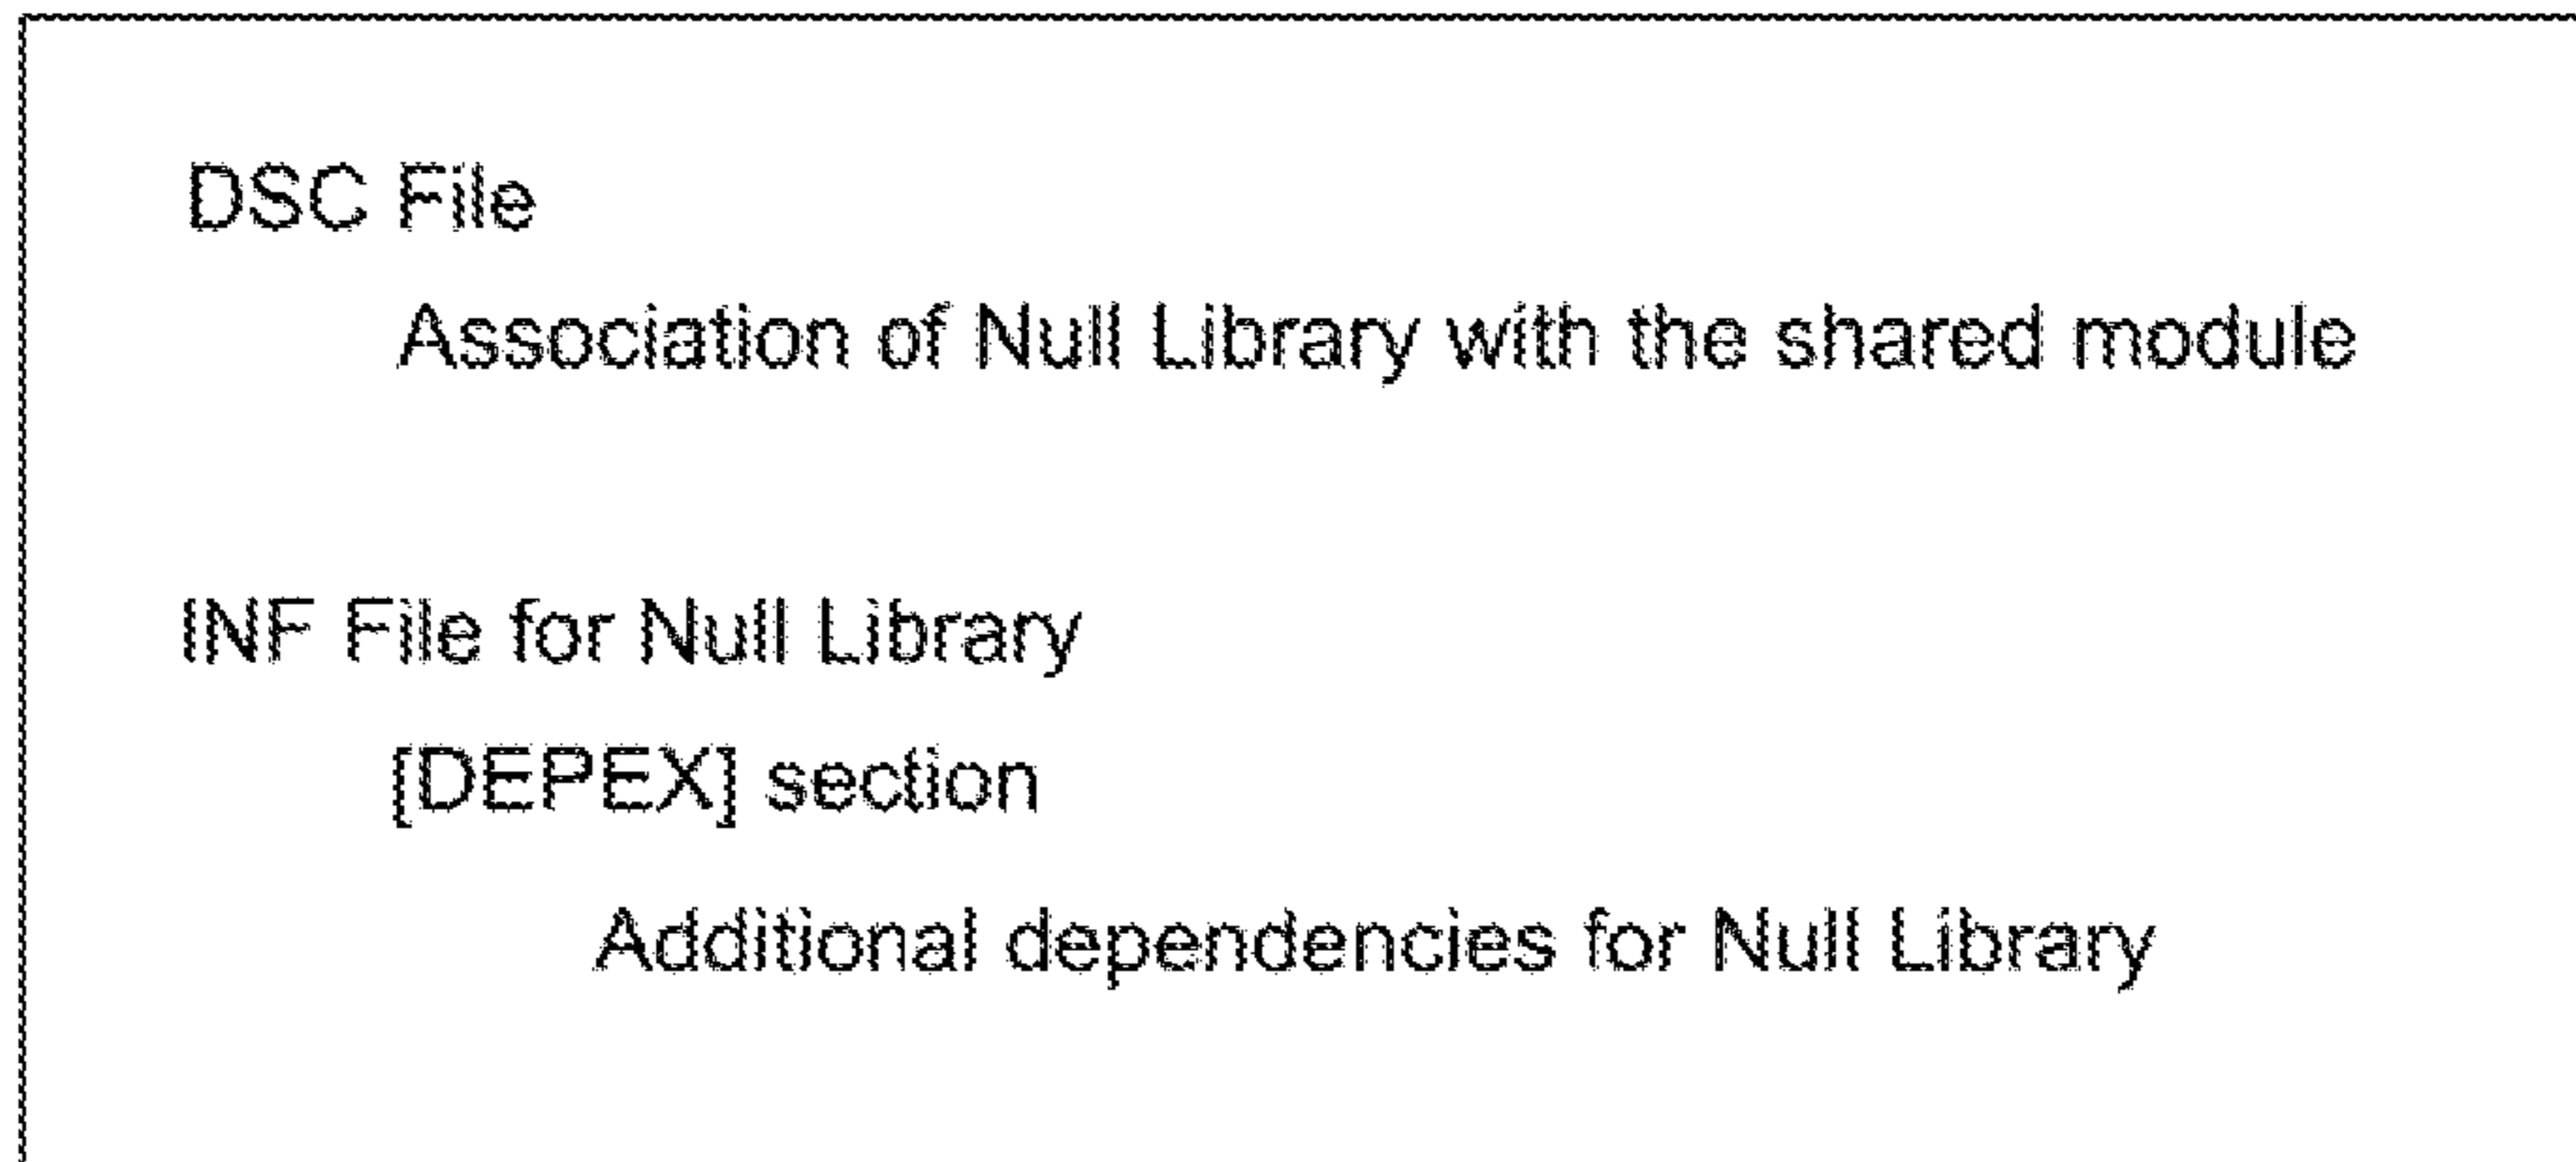 DSC File
Association of Null Library with the shared module
INF File for Null Library
[DEPEX] section
Additional dependencies for Null Library